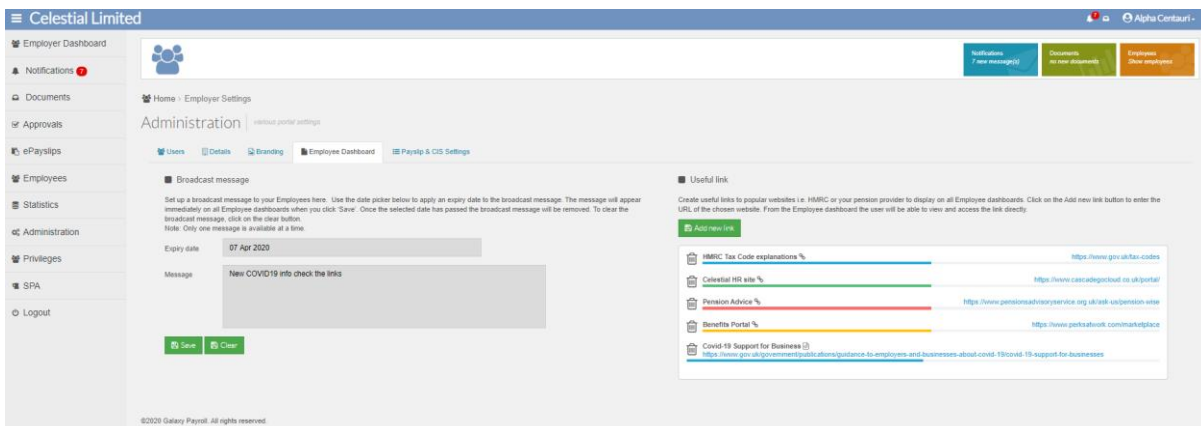 Celestial Limited
7
Alpha Centauri
Employer Dashboard
Notifications 7
Documents
Approvals
ePayslips
Employees
Statistics
Administration
Privileges
SPA
Logout
Notifications
7 new message(s)
Documents
no new documents
Employees
Show employees
Home > Employer Settings
Administration various portal settings
Users Details Branding Employee Dashboard Payslip & CIS Settings
Broadcast message
Set up a broadcast message to your Employees here. Use the date picker below to apply an expiry date to the broadcast message. The message will appear
immediately on all Employee dashboards when you click 'Save'. Once the selected date has passed the broadcast message will be removed. To clear the
broadcast message, click on the clear button.
Note: Only one message is available at a time.
Expiry date 07 Apr 2020
Message New COVID19 info check the links
Save Clear
Useful link
Create useful links to popular websites i.e. HMRC or your pension provider to display on all Employee dashboards. Click on the Add new link button to enter the
URL of the chosen website. From the Employee dashboard the user will be able to view and access the link directly.
Add new link
HMRC Tax Code explanations https://www.gov.uk/tax-codes
Celestial HR site https://www.cascadegocloud.co.uk/portal/
Pension Advice https://www.pensionsadvisoryservice.org.uk/ask-us/pension-wise
Benefits Portal https://www.perksatwork.com/marketplace
Covid-19 Support for Business
https://www.gov.uk/government/publications/guidance-to-employers-and-businesses-about-covid-19/covid-19-support-for-businesses
©2020 Galaxy Payroll. All rights reserved.